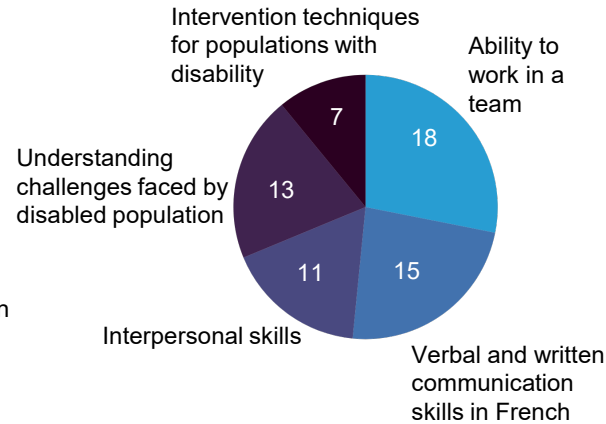 Intervention techniques
for populations with
disability
Ability to
work in a
team
7
18
Understanding
challenges faced by
disabled population
13
11
15
n
Interpersonal skills
Verbal and written
communication
skills in French